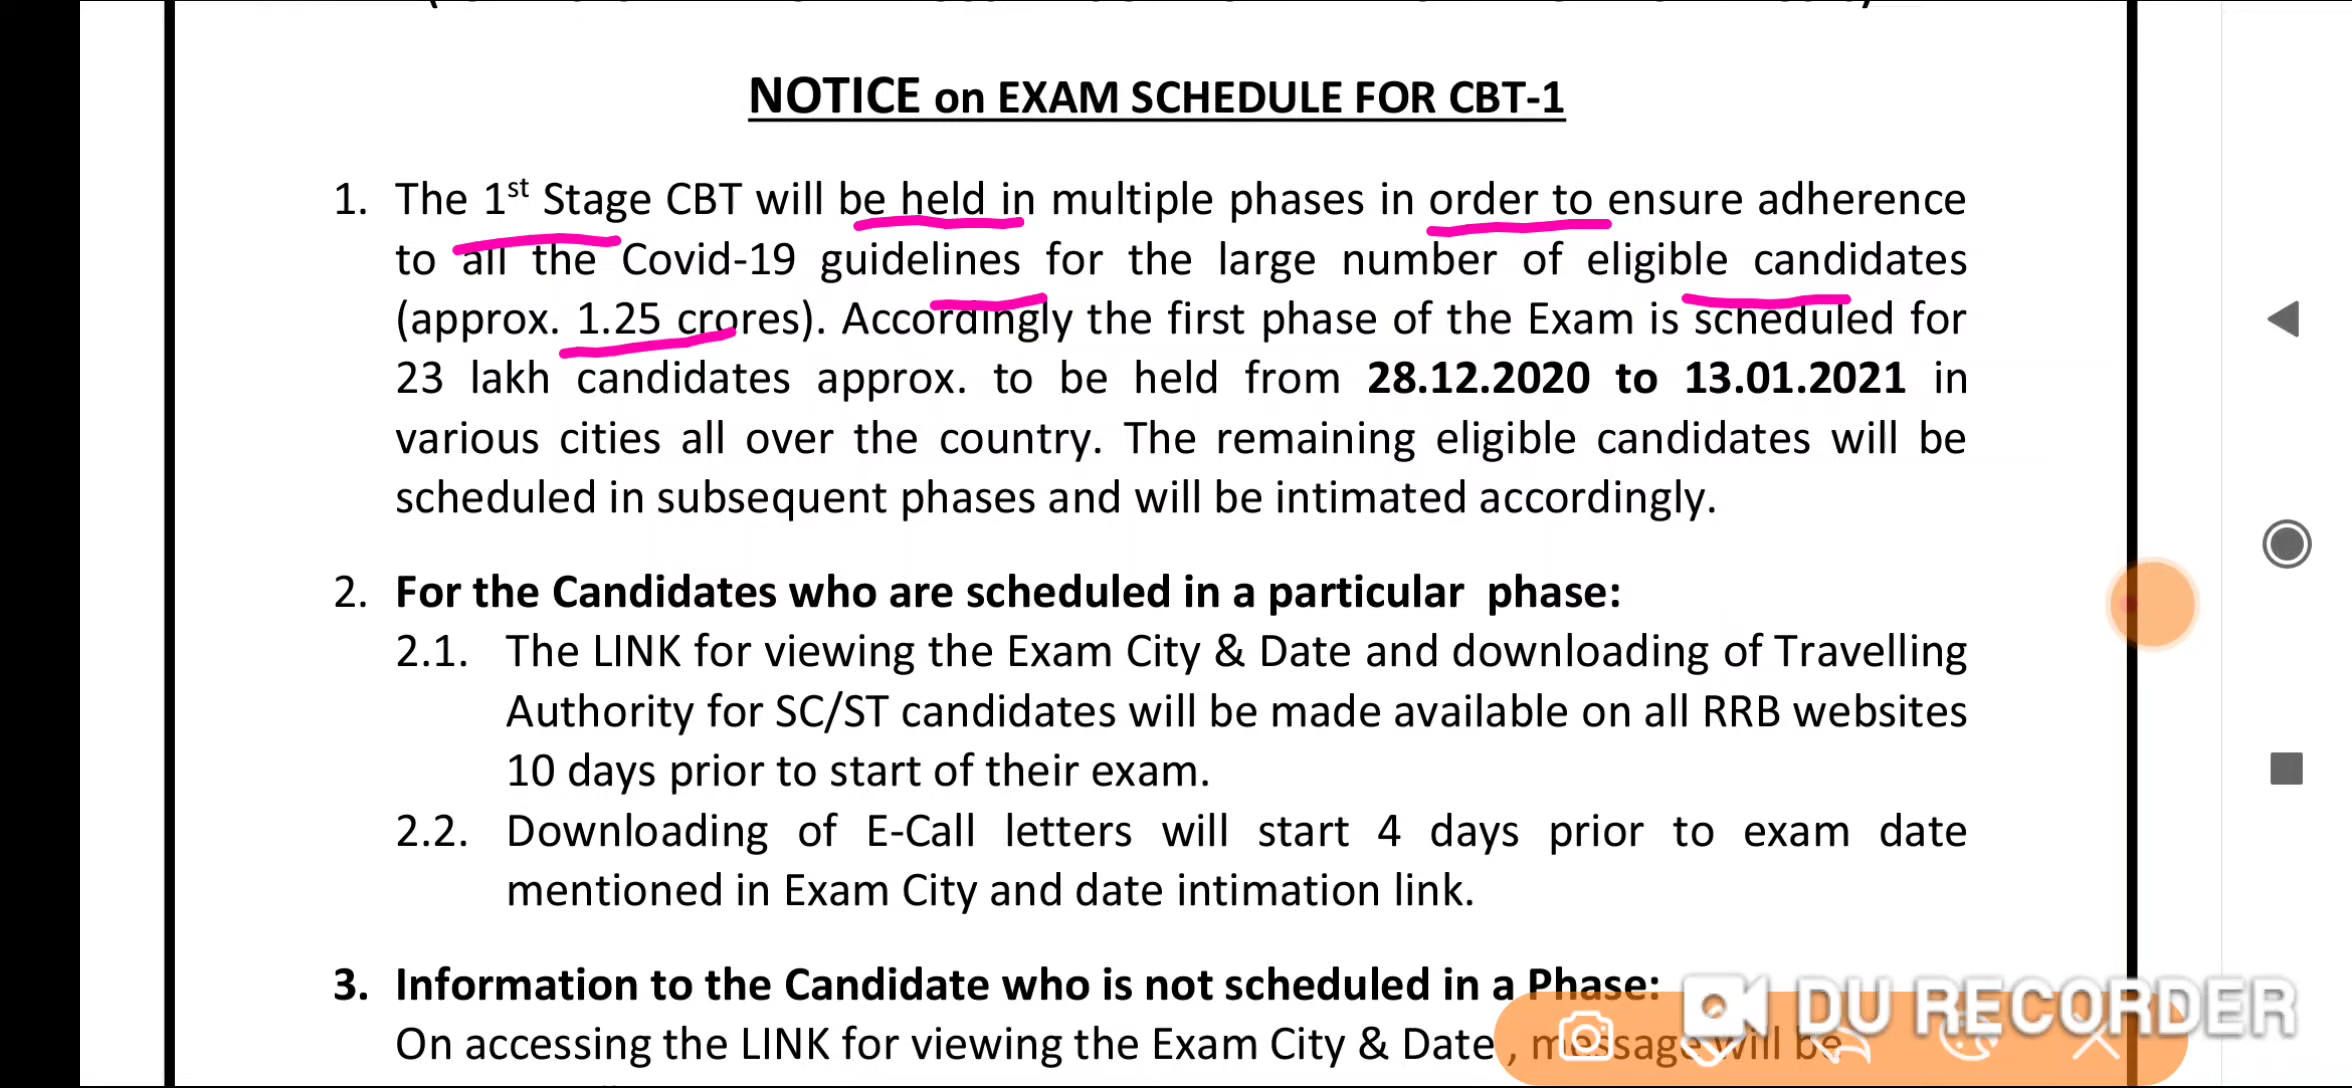 NOTICE on EXAM SCHEDULE FOR CBT-1
1. The 1st Stage CBT will be held in multiple phases in order to ensure adherence
to all the Covid-19 guidelines for the large number of eligible candidates
(approx. 1.25 crores). Accordingly the first phase of the Exam is scheduled for
23 lakh candidates approx. to be held from 28.12.2020 to 13.01.2021 in
various cities all over the country. The remaining eligible candidates will be
scheduled in subsequent phases and will be intimated accordingly.
2. For the Candidates who are scheduled in a particular phase:
2.1. The LINK for viewing the Exam City & Date and downloading of Travelling
Authority for SC/ST candidates will be made available on all RRB websites
10 days prior to start of their exam.
2.2. Downloading of E-Call letters will start 4 days prior to exam date
mentioned in Exam City and date intimation link.
3. Information to the Candidate who is not scheduled in a Phase:
On accessing the LINK for viewing the Exam City & Date , message will be
DU RECORDER